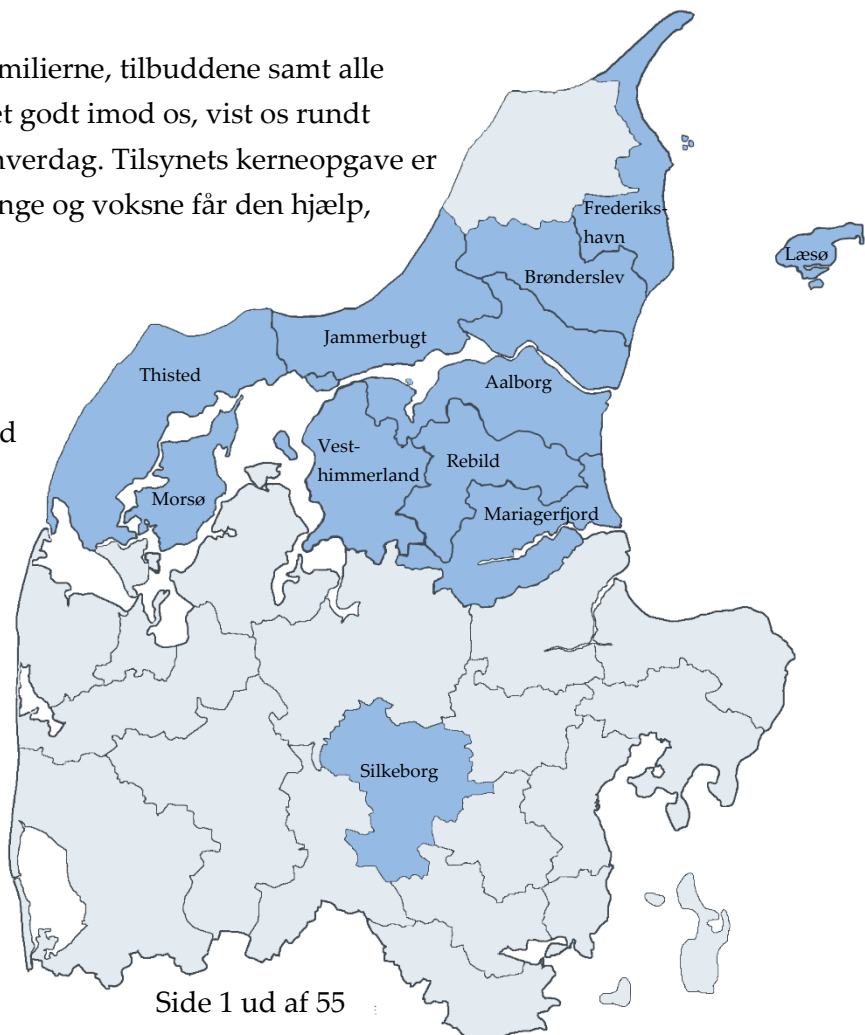 milierne, tilbuddene samt alle
et godt imod os, vist os rundt
hverdag. Tilsynets kerneopgave er
nge og voksne får den hjælp,
Frederiks-
havn
Læsø
Brønderslev
Jammerbugt
Thisted
Aalborg
d
Vest-
himmerland
Rebild
Morsø
Mariagerfjord
Silkeborg
Side 1 ud af 55